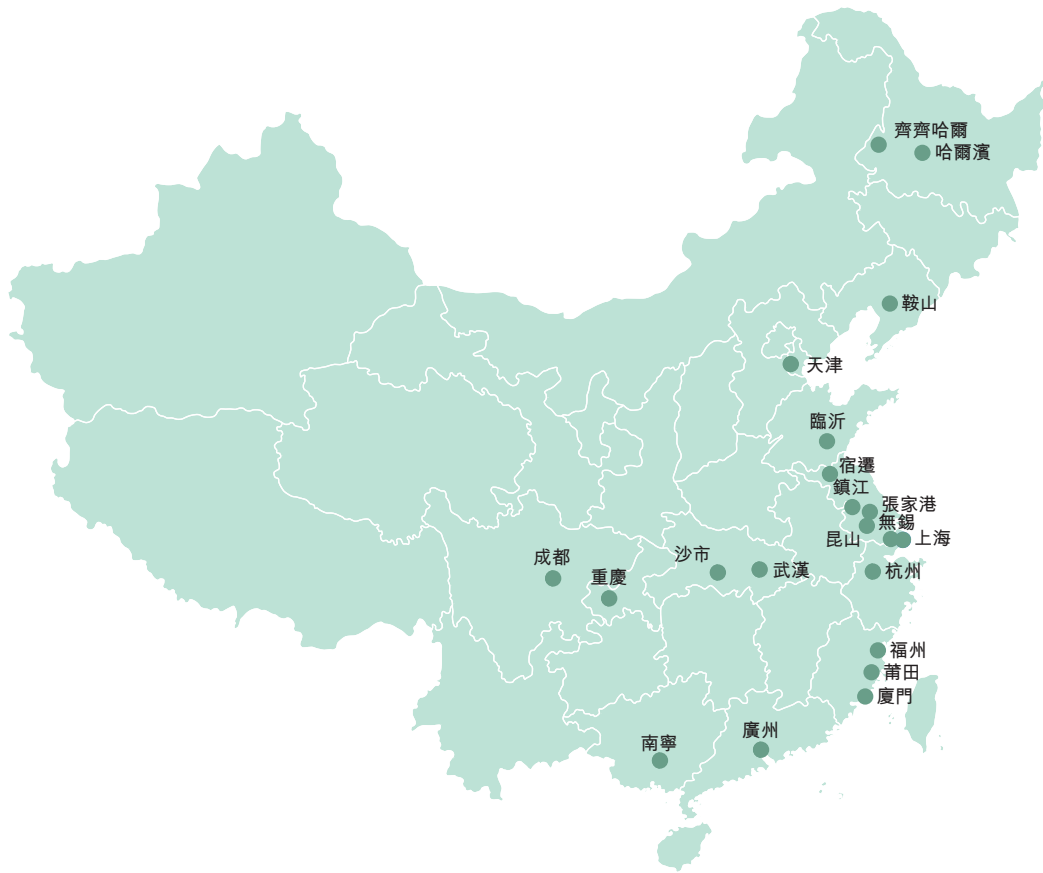 齊齊哈爾
哈爾濱
鞍山
天津
臨沂
宿遷
鎮江
張家港
無錫
昆山
上海
成都
沙市
武漢
杭州
重慶
福州
莆田
廈門
廣州
南寧